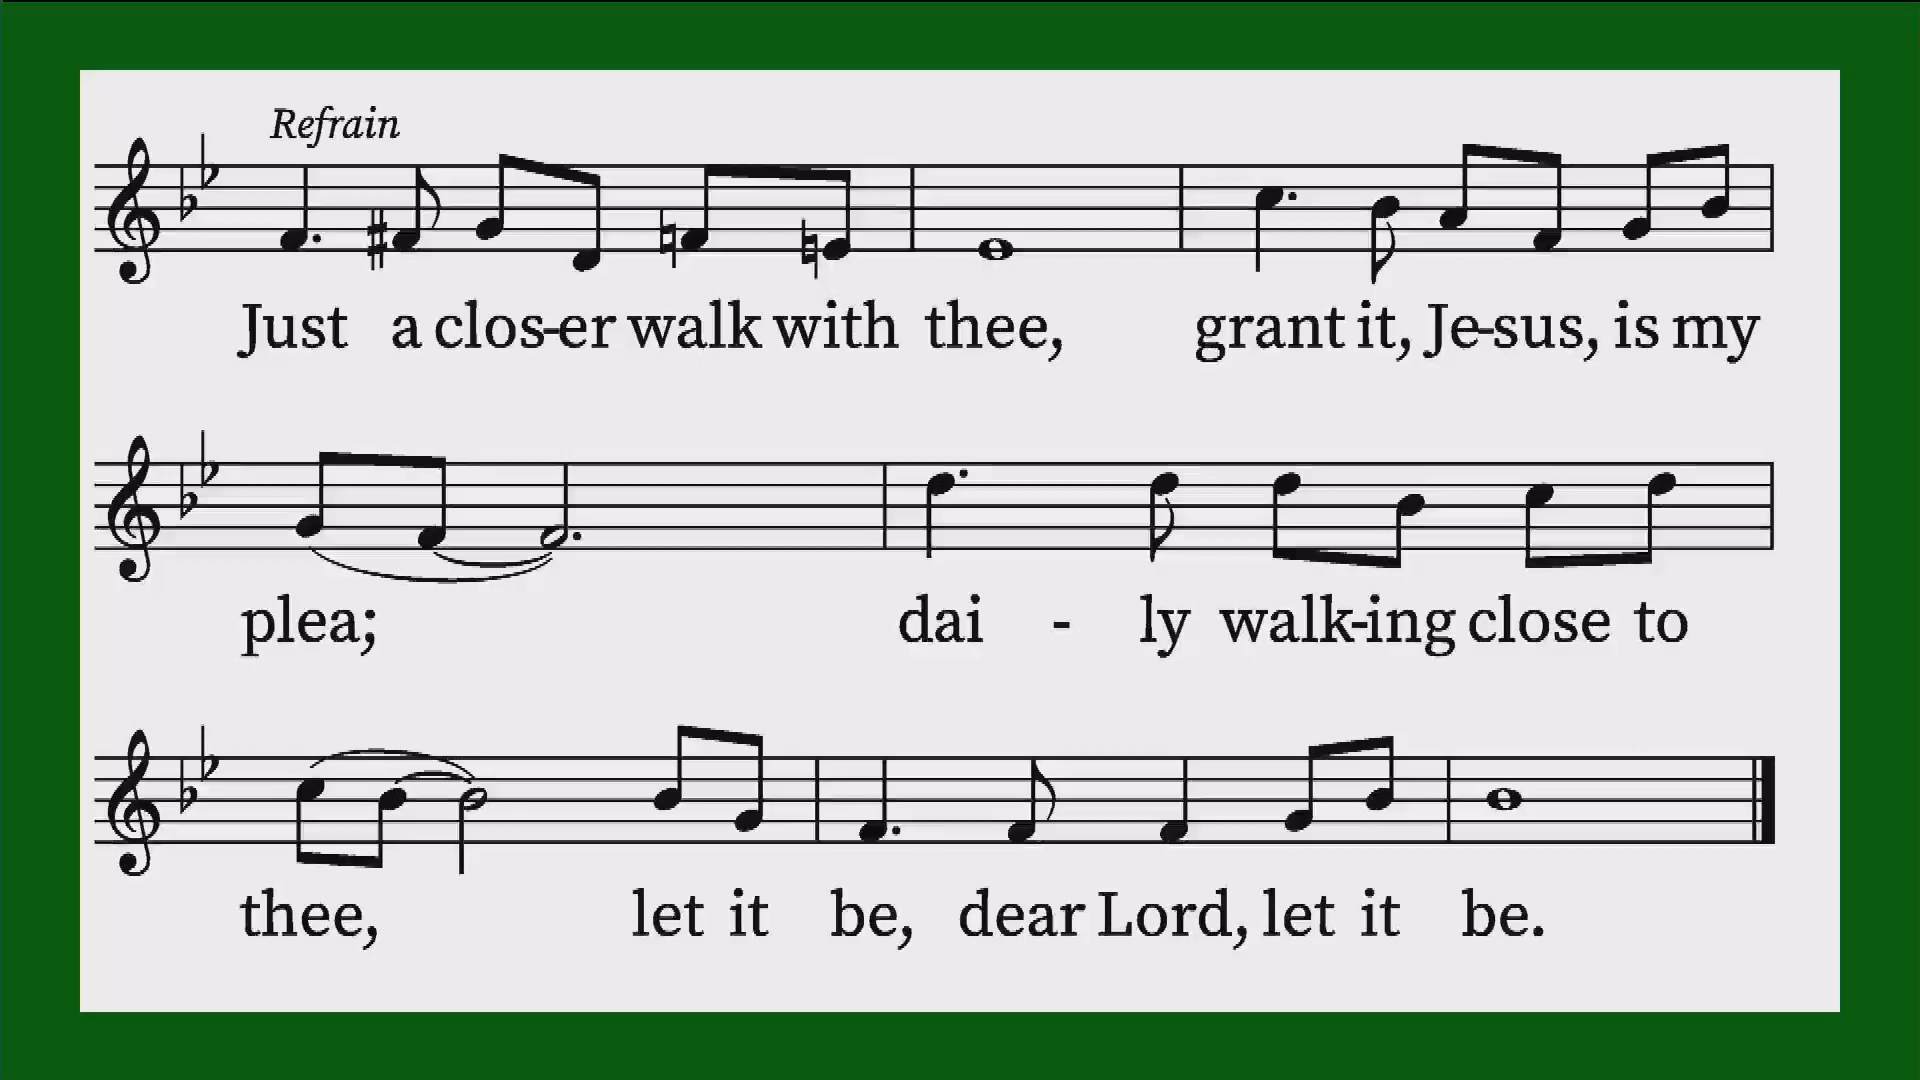 Refrain
Just a clos-er walk with thee, grant it, Je-sus, is my
plea; dai - ly walk-ing close to
thee, let it be, dear Lord, let it be.